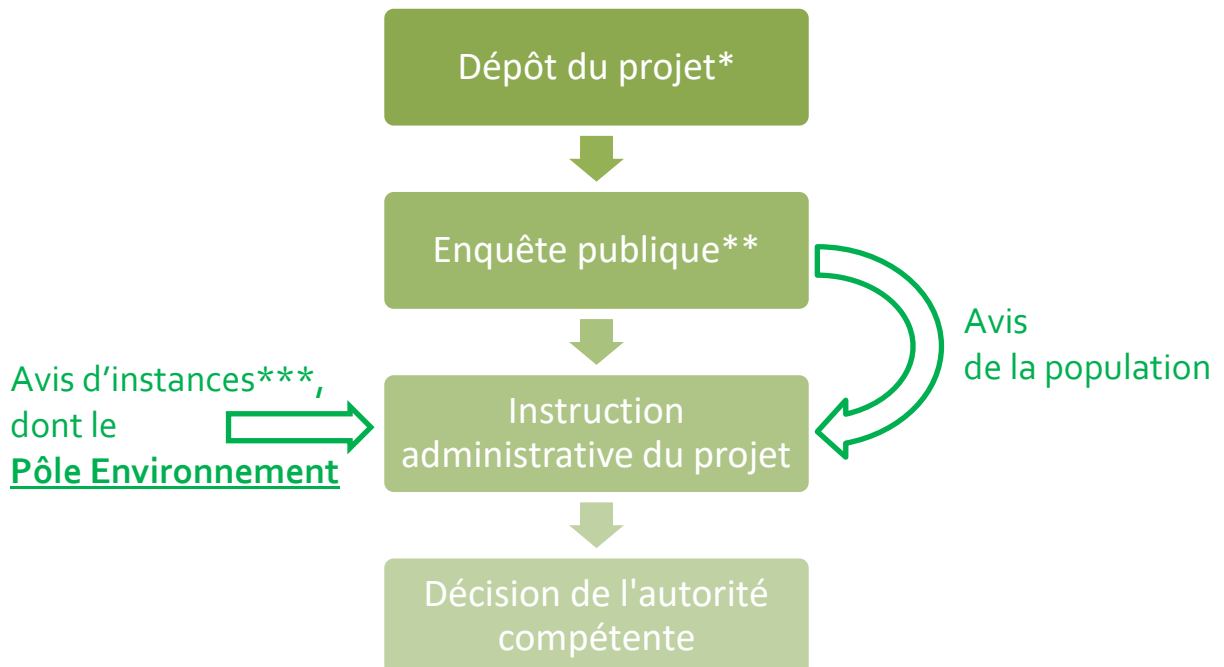 Dépôt du projet*
Enquête publique**
Avis
de la population
Avis d’instances***,
dont le
Pôle Environnement
Instruction
administrative du projet
Décision de l'autorité
compétente